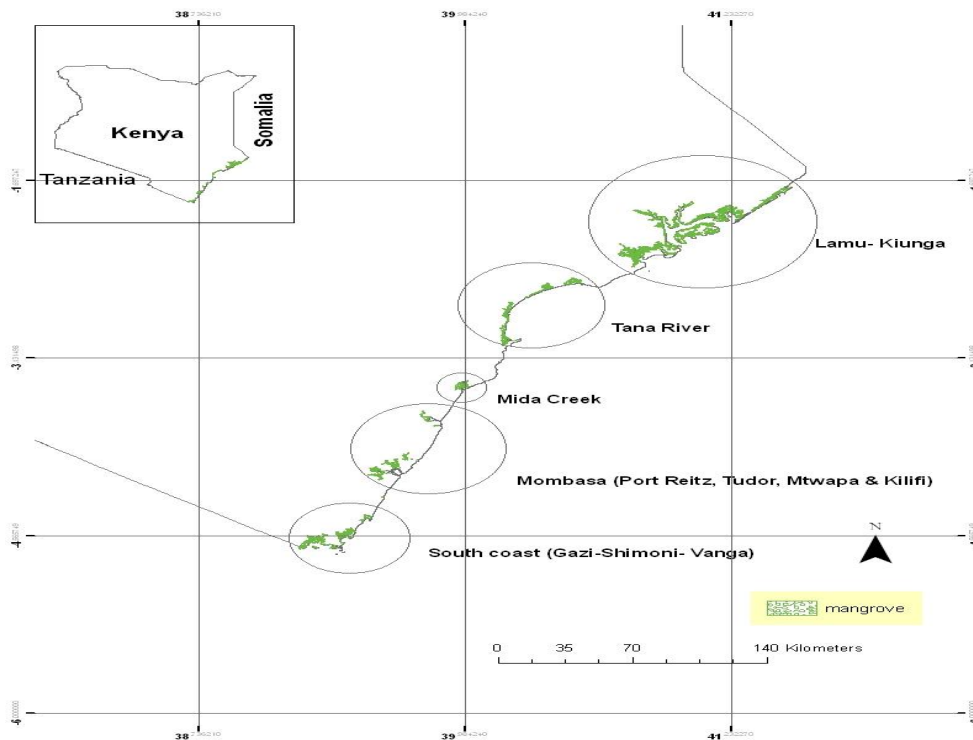 38
39
41
Kenya
Somalia
Tanzania
Lamu- Kiunga
Tana River
Mida Creek
Mombasa (Port Reitz, Tudor, Mtwapa & Kilifi)
South coast (Gazi-Shimoni- Vanga)
N
mangrove
0 35 70 140 Kilometers
38
39
41